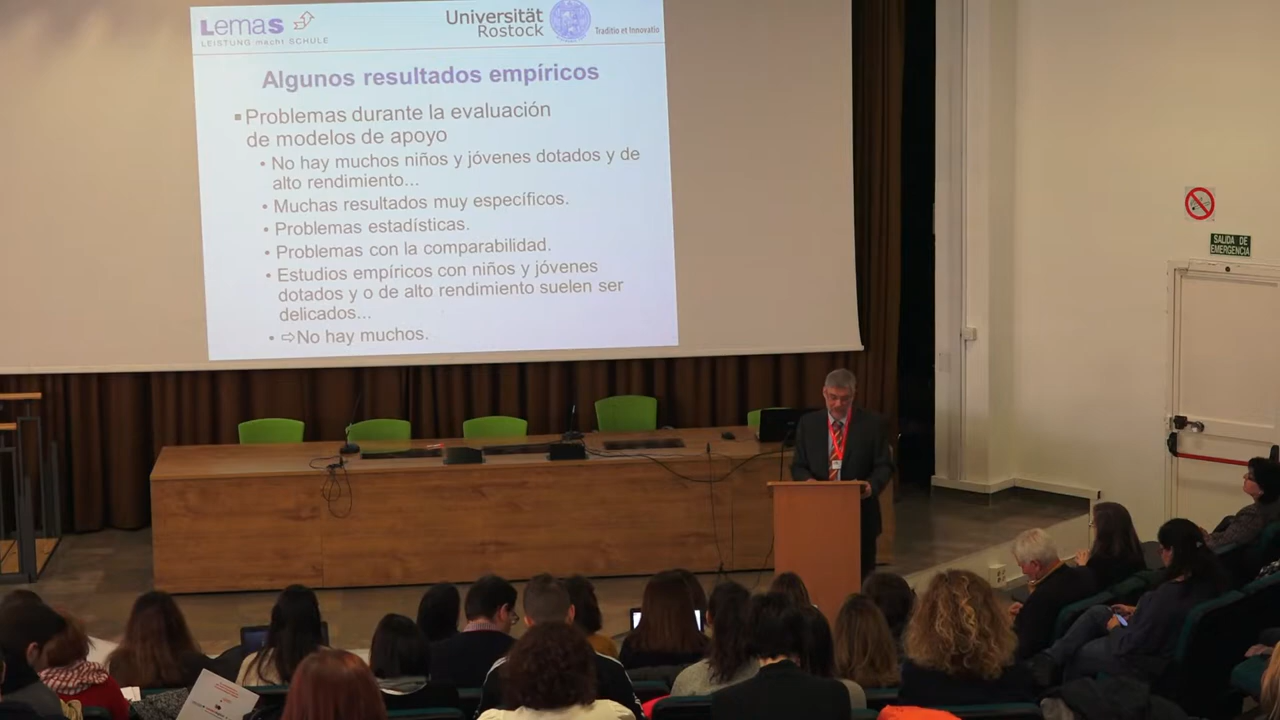 Lemas
LEISTUNG macht SCHULE
Universität
Rostock
Traditio et Innovatio
Algunos resultados empíricos
Problemas durante la evaluación
de modelos de apoyo
No hay muchos niños y jóvenes dotados y de
alto rendimiento...
Muchas resultados muy específicos.
Problemas estadísticas.
Problemas con la comparabilidad.
Estudios empíricos con niños y jóvenes
dotados y o de alto rendimiento suelen ser
delicados...
⇨No hay muchos.
SALIDA DE
EMERGENCIA